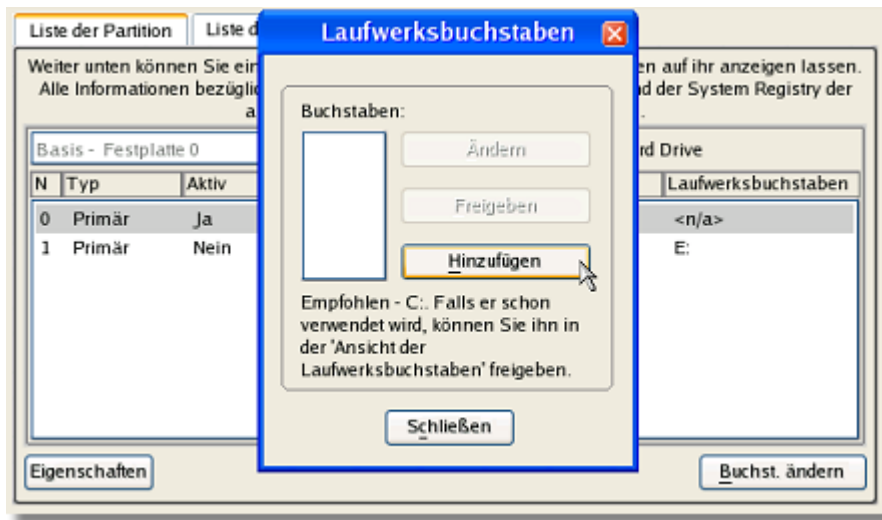 Liste der Partition
Liste d
Laufwerksbuchstaben
Weiter unten können Sie ein
en auf ihr anzeigen lassen.
Alle Informationen bezüglic
d der System Registry der
a
.
Basis - Festplatte 0
rd Drive
N Typ Aktiv Laufwerksbuchstaben
0 Primär Ja <n/a>
1 Primär Nein E:
Buchstaben:
Ändern
Freigeben
Hinzufügen
Empfohlen - C:. Falls er schon
verwendet wird, können Sie ihn in
der 'Ansicht der
Laufwerksbuchstaben' freigeben.
Schließen
Eigenschaften
Buchst. ändern